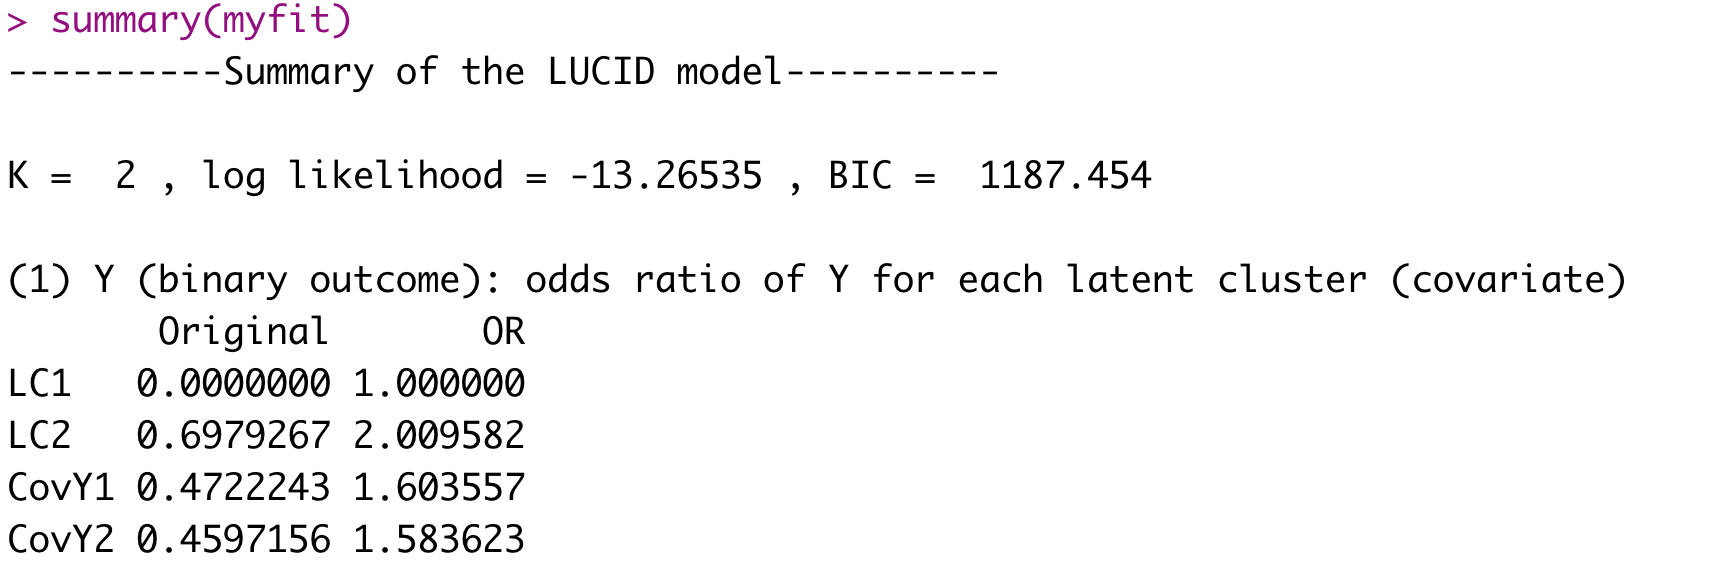 > summary(myfit)
----------Summary of the LUCID model----------
K =  2 , log likelihood = -13.26535 , BIC =  1187.454
(1) Y (binary outcome): odds ratio of Y for each latent cluster (covariate)
       Original       OR
LC1   0.0000000 1.000000
LC2   0.6979267 2.009582
CovY1 0.4722243 1.603557
CovY2 0.4597156 1.583623